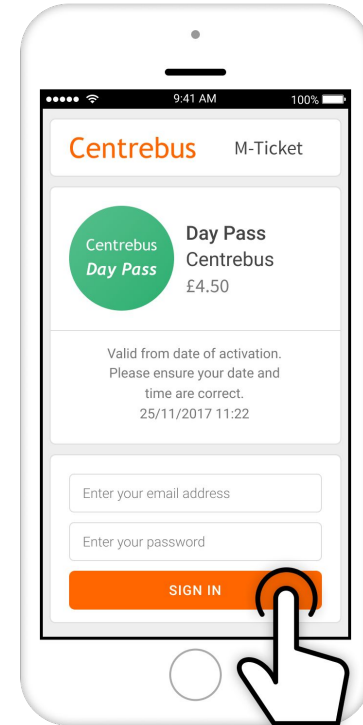 9:41 AM 100%
Centrebus M-Ticket
Centrebus
Day Pass
Day Pass
Centrebus
£4.50
Valid from date of activation.
Please ensure your date and
time are correct.
25/11/2017 11:22
Enter your email address
Enter your password
SIGN IN